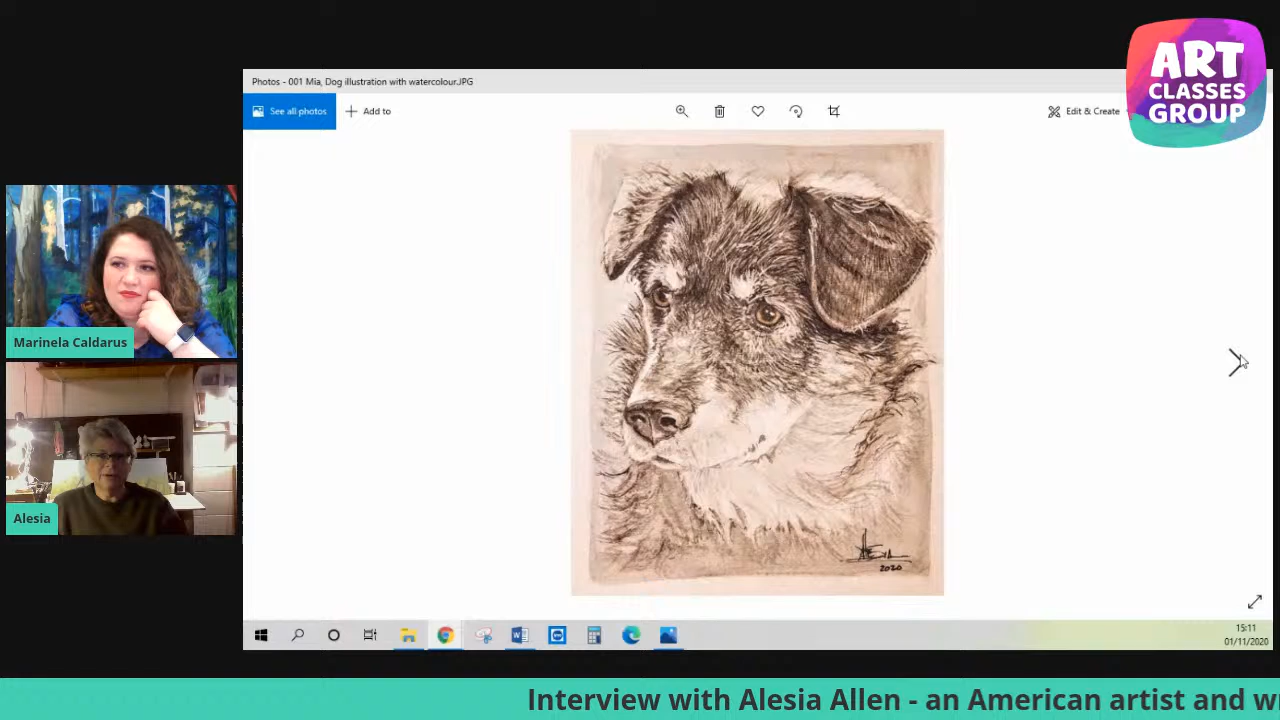 Photos - 001 Mia, Dog illustration with watercolour.JPG
See all photos
Add to
Edit & Create
ART
CLASSES
GROUP
Marinela Caldarus
Alesia
2020
15:11
01/11/2020
Interview with Alesia Allen - an American artist and w